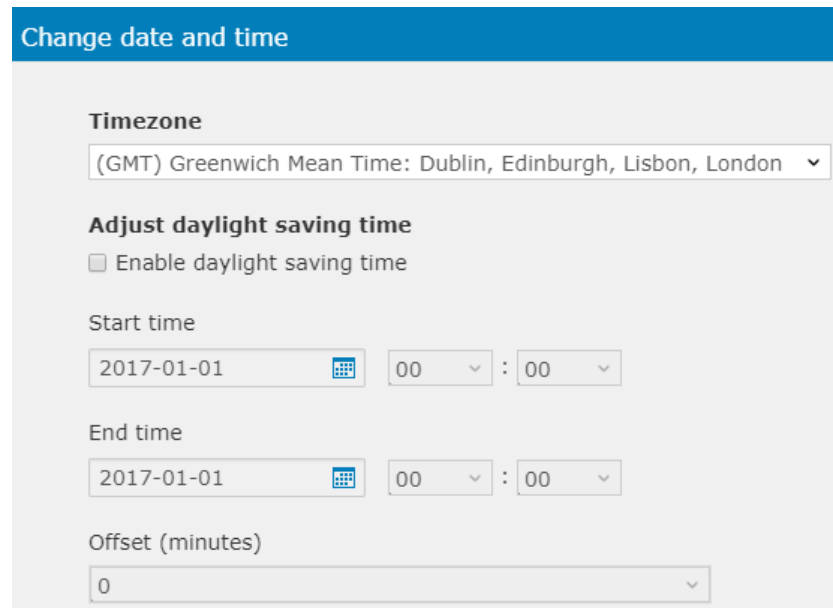 Change date and time
Timezone
(GMT) Greenwich Mean Time: Dublin, Edinburgh, Lisbon, London
Adjust daylight saving time
Enable daylight saving time
Start time
2017-01-01 00 : 00
End time
2017-01-01 00 : 00
Offset (minutes)
0